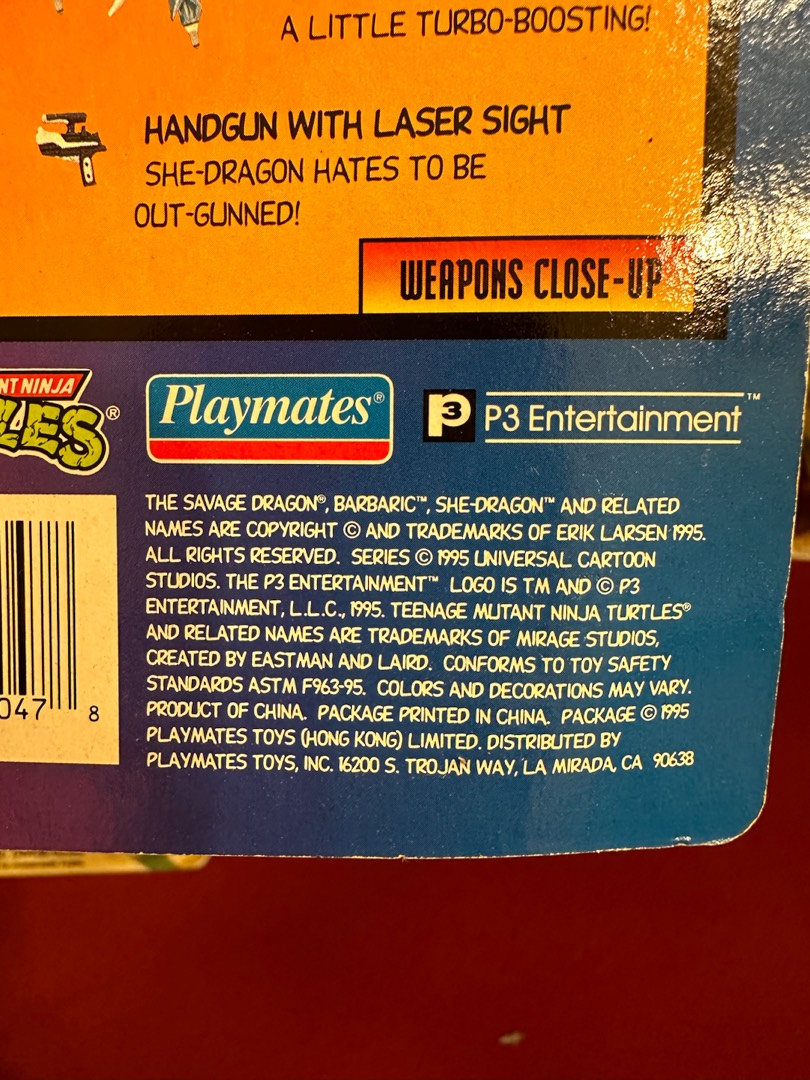 A LITTLE TURBO-BOOSTING!
HANDGUN WITH LASER SIGHT
SHE-DRAGON HATES TO BE
OUT-GUNNED!
WEAPONS CLOSE-UP
NT NINJA
LES®
Playmates®
P3 P3 Entertainment™
THE SAVAGE DRAGON®, BARBARIC™, SHE-DRAGON™ AND RELATED
NAMES ARE COPYRIGHT © AND TRADEMARKS OF ERIK LARSEN 1995.
ALL RIGHTS RESERVED. SERIES © 1995 UNIVERSAL CARTOON
STUDIOS. THE P3 ENTERTAINMENT™ LOGO IS TM AND © P3
ENTERTAINMENT, L.L.C., 1995. TEENAGE MUTANT NINJA TURTLES®
AND RELATED NAMES ARE TRADEMARKS OF MIRAGE STUDIOS,
CREATED BY EASTMAN AND LAIRD. CONFORMS TO TOY SAFETY
STANDARDS ASTM F963-95. COLORS AND DECORATIONS MAY VARY.
PRODUCT OF CHINA. PACKAGE PRINTED IN CHINA. PACKAGE © 1995
PLAYMATES TOYS (HONG KONG) LIMITED. DISTRIBUTED BY
PLAYMATES TOYS, INC. 16200 S. TROJAN WAY, LA MIRADA, CA 90638
047 8